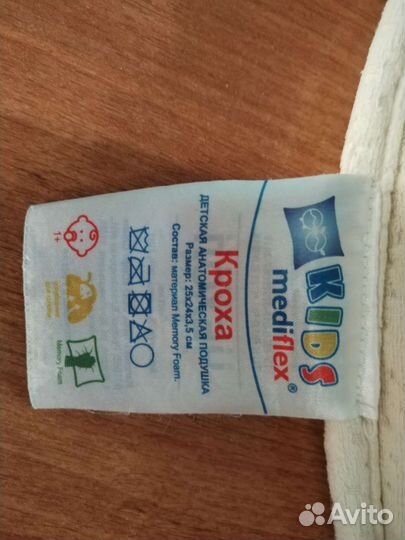 KIDS
mediflex®
Кроха
ДЕТСКАЯ АНАТОМИЧЕСКАЯ ПОДУШКА
Размер: 25х24х3,5 см
Состав: материал Memory Foam.
1+
Memory Foam
Avito